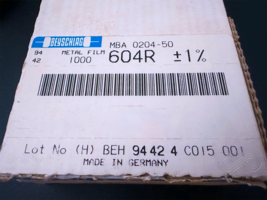 BEYSCHLAG MBA 0204-50
94 METAL FILM
42 1000 604R ±1%
Lot No (H) BEH 94 42 4 C015 001
MADE IN GERMANY